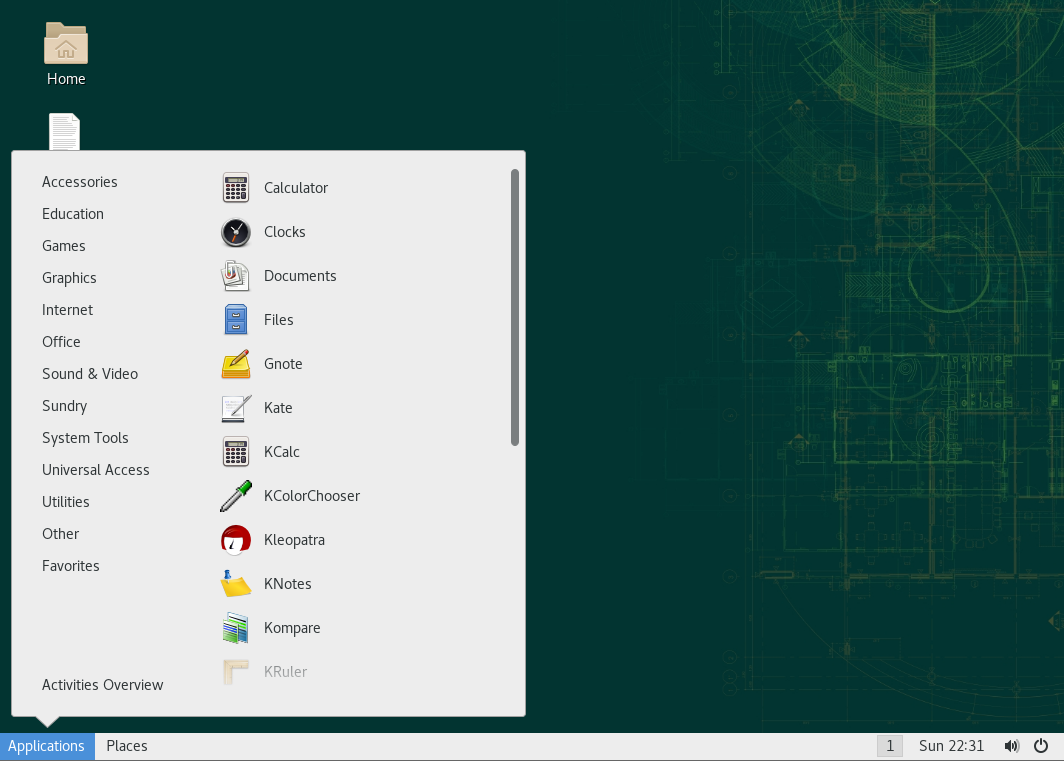 Home
Accessories
Education
Games
Graphics
Internet
Office
Sound & Video
Sundry
System Tools
Universal Access
Utilities
Other
Favorites
Activities Overview
Calculator
Clocks
Documents
Files
Gnote
Kate
KCalc
KColorChooser
Kleopatra
KNotes
Kompare
KRuler
Applications
Places
1
Sun 22:31